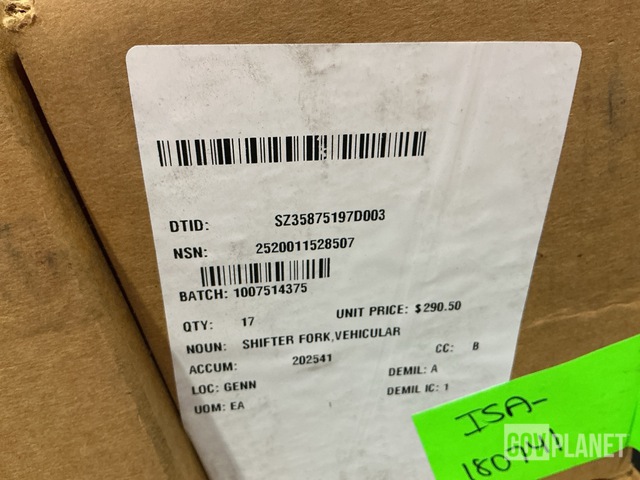 DTID: SZ35875197D003
NSN: 2520011528507
BATCH: 1007514375
QTY: 17 UNIT PRICE: $290.50
NOUN: SHIFTER FORK,VEHICULAR
ACCUM: 202541 CC: B
LOC: GENN DEMIL: A
UOM: EA DEMIL IC: 1
ISA-
GOVPLANET